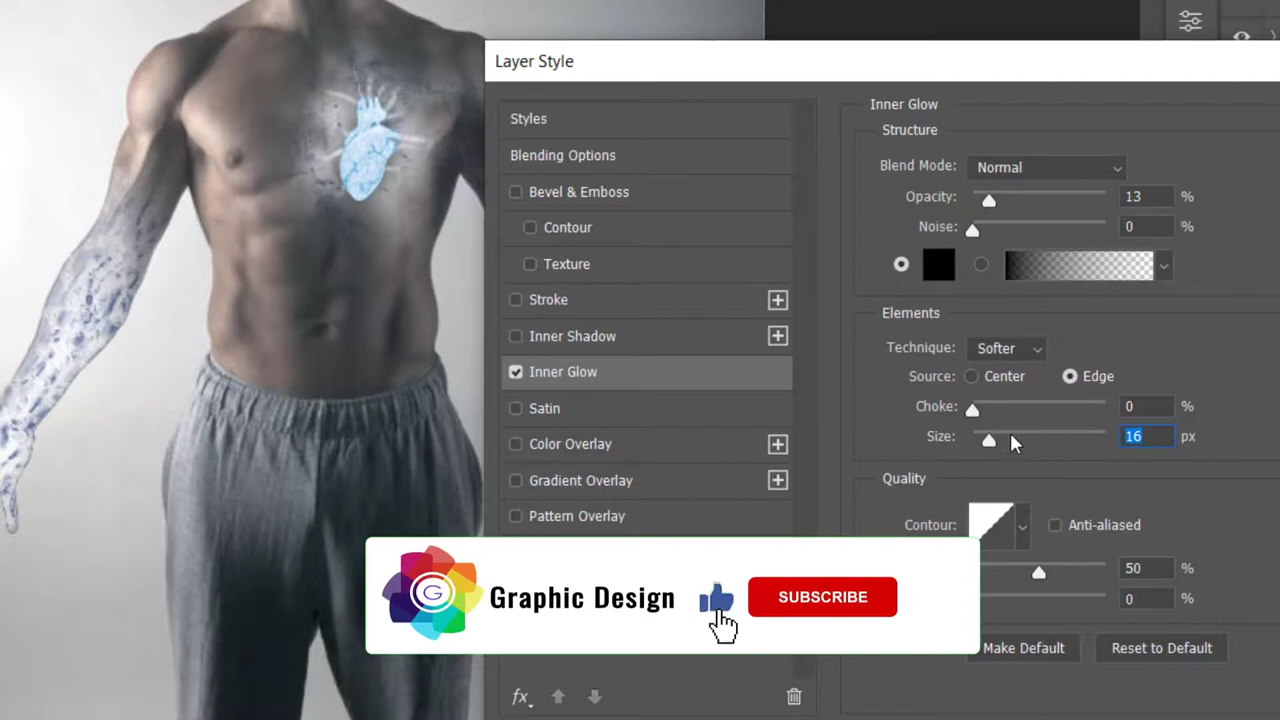 Layer Style
Styles
Blending Options
Bevel & Emboss
Contour
Texture
Stroke
Inner Shadow
Inner Glow
Satin
Color Overlay
Gradient Overlay
Pattern Overlay
fx
Inner Glow
Structure
Blend Mode: Normal
Opacity: 13 %
Noise: 0 %
Elements
Technique: Softer
Source: Center Edge
Choke: 0 %
Size: 16 px
Quality
Contour: Anti-aliased
50 %
0 %
Make Default Reset to Default
G Graphic Design SUBSCRIBE